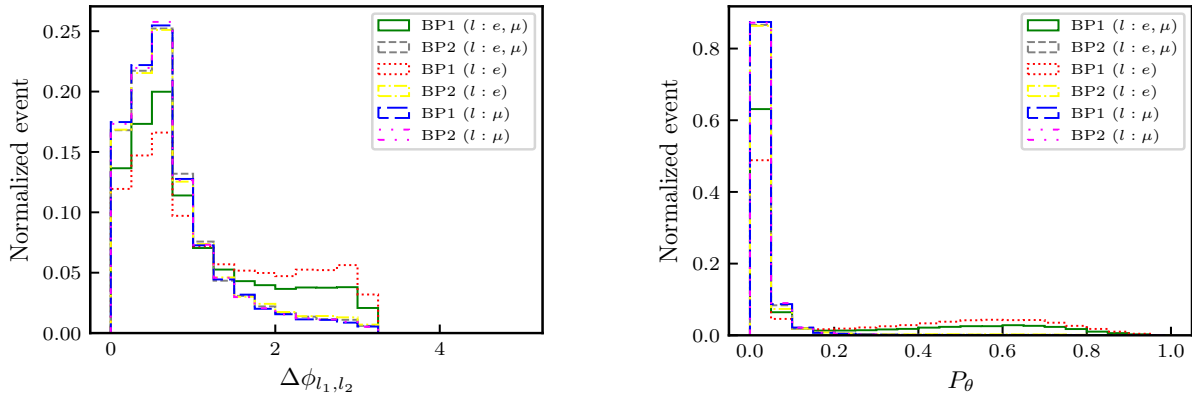 Normalized event
0.25
0.20
0.15
0.10
0.05
0.00
0
2
4
Δϕ_{l_1,l_2}
BP1 (l : e, μ)
BP2 (l : e, μ)
BP1 (l : e)
BP2 (l : e)
BP1 (l : μ)
BP2 (l : μ)
Normalized event
0.8
0.6
0.4
0.2
0.0
0.0
0.2
0.4
0.6
0.8
1.0
P_θ
BP1 (l : e, μ)
BP2 (l : e, μ)
BP1 (l : e)
BP2 (l : e)
BP1 (l : μ)
BP2 (l : μ)